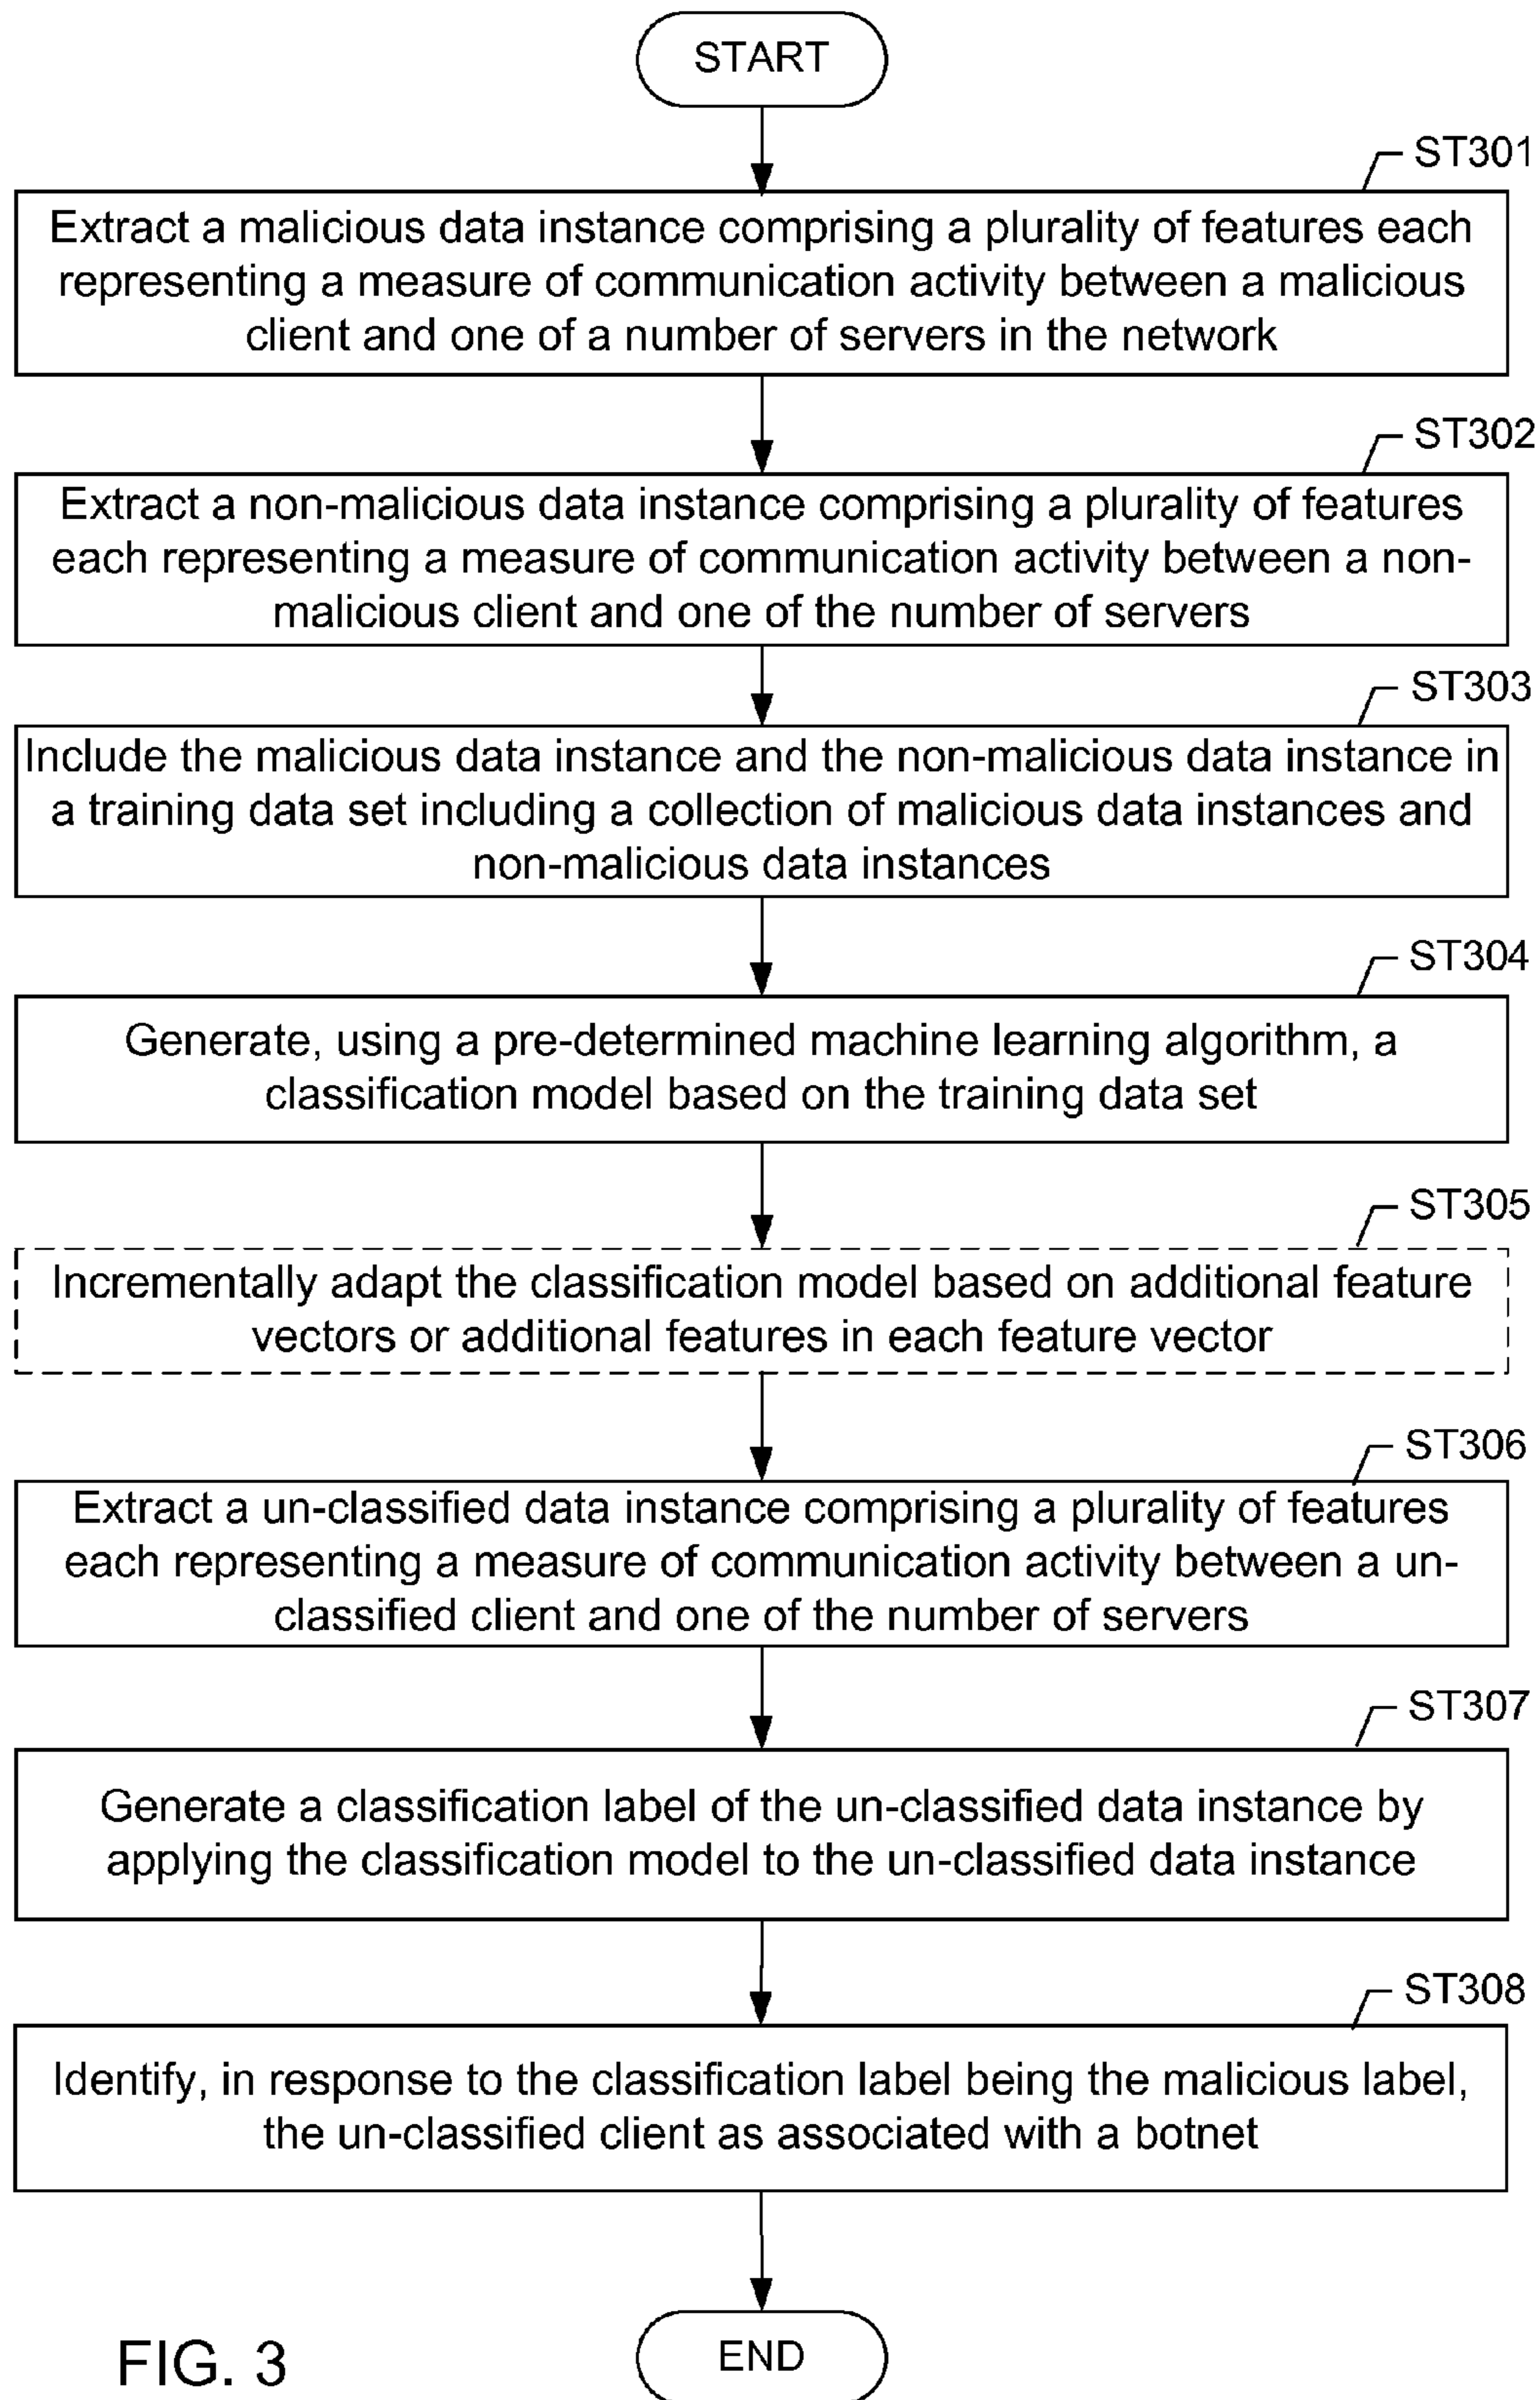 START
ST301
Extract a malicious data instance comprising a plurality of features each
representing a measure of communication activity between a malicious
client and one of a number of servers in the network
ST302
Extract a non-malicious data instance comprising a plurality of features
each representing a measure of communication activity between a non-
malicious client and one of the number of servers
ST303
Include the malicious data instance and the non-malicious data instance in
a training data set including a collection of malicious data instances and
non-malicious data instances
ST304
Generate, using a pre-determined machine learning algorithm, a
classification model based on the training data set
ST305
Incrementally adapt the classification model based on additional feature
vectors or additional features in each feature vector
ST306
Extract a un-classified data instance comprising a plurality of features
each representing a measure of communication activity between a un-
classified client and one of the number of servers
ST307
Generate a classification label of the un-classified data instance by
applying the classification model to the un-classified data instance
ST308
Identify, in response to the classification label being the malicious label,
the un-classified client as associated with a botnet
END
FIG. 3